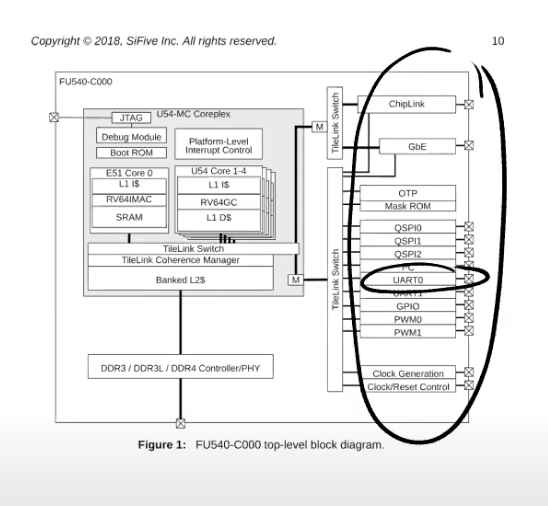 Copyright © 2018, SiFive Inc. All rights reserved.
10
FU540-C000
U54-MC Coreplex
JTAG
Debug Module
Boot ROM
Platform-Level
Interrupt Control
E51 Core 0
L1 I$
RV64IMAC
SRAM
U54 Core 1-4
L1 I$
RV64GC
L1 D$
TileLink Switch
TileLink Coherence Manager
Banked L2$
DDR3 / DDR3L / DDR4 Controller/PHY
M
M
TileLink Switch
TileLink Switch
ChipLink
GbE
OTP
Mask ROM
QSPI0
QSPI1
QSPI2
UART0
UART1
GPIO
PWM0
PWM1
Clock Generation
Clock/Reset Control
Figure 1: FU540-C000 top-level block diagram.